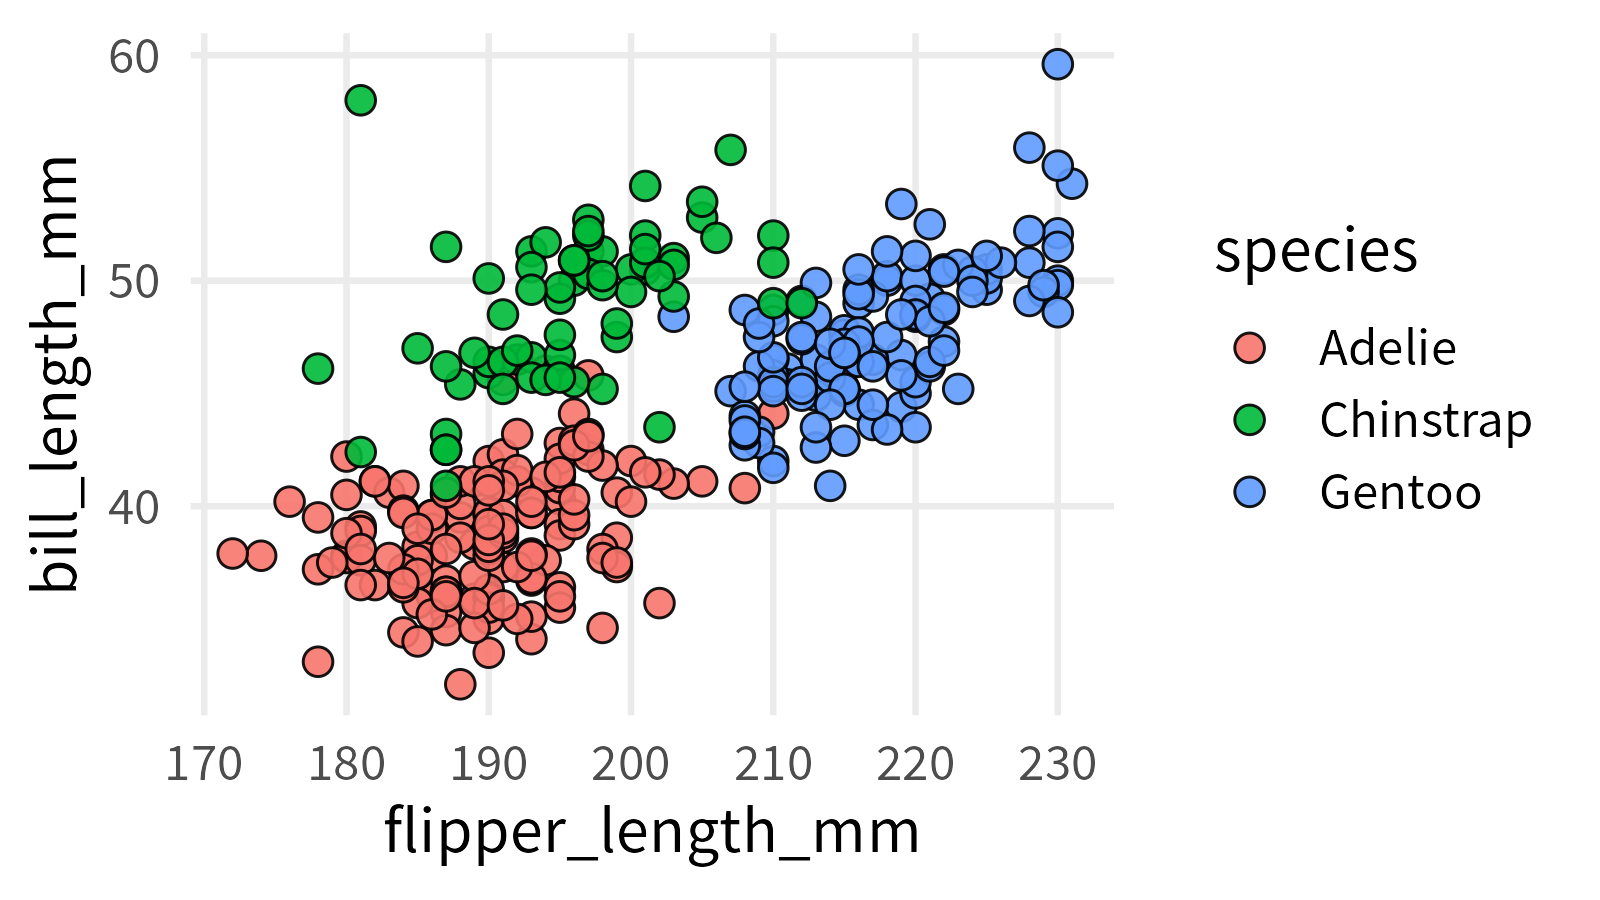 60
50
40
bill_length_mm
170 180 190 200 210 220 230
flipper_length_mm
species
Adelie
Chinstrap
Gentoo